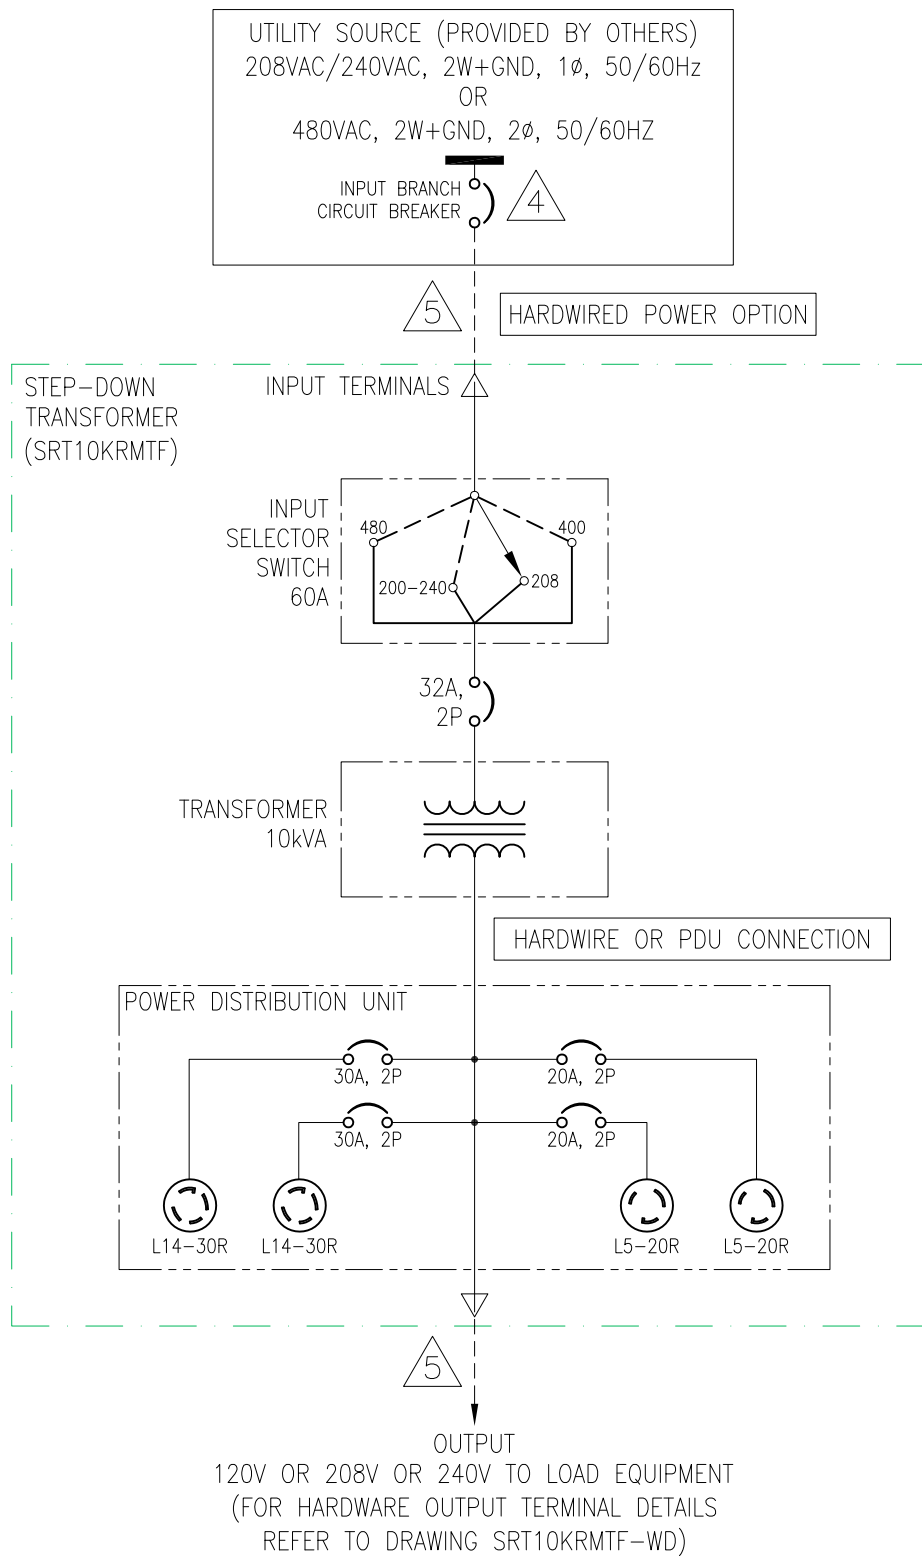 UTILITY SOURCE (PROVIDED BY OTHERS)
208VAC/240VAC, 2W+GND, 1ø, 50/60Hz
OR
480VAC, 2W+GND, 2ø, 50/60HZ
INPUT BRANCH
CIRCUIT BREAKER
4
5
HARDWIRED POWER OPTION
STEP-DOWN
TRANSFORMER
(SRT10KRMTF)
INPUT TERMINALS
INPUT
SELECTOR
SWITCH
60A
480
400
200-240
208
32A,
2P
TRANSFORMER
10kVA
HARDWIRE OR PDU CONNECTION
POWER DISTRIBUTION UNIT
30A, 2P
20A, 2P
30A, 2P
20A, 2P
L14-30R
L14-30R
L5-20R
L5-20R
5
OUTPUT
120V OR 208V OR 240V TO LOAD EQUIPMENT
(FOR HARDWARE OUTPUT TERMINAL DETAILS
REFER TO DRAWING SRT10KRMTF-WD)